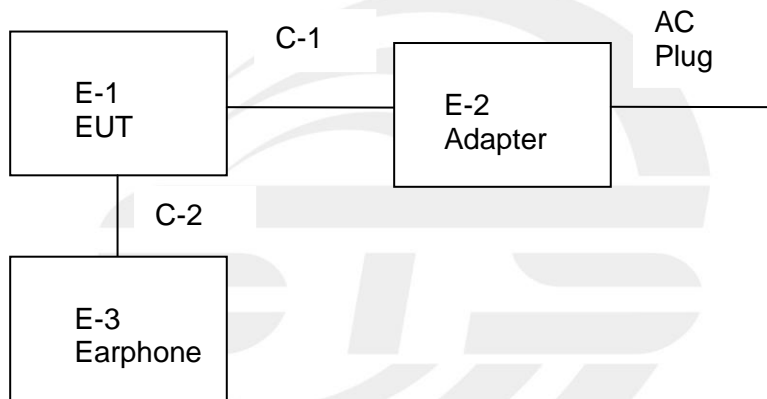 C-1
AC
Plug
E-1
EUT
E-2
Adapter
C-2
E-3
Earphone